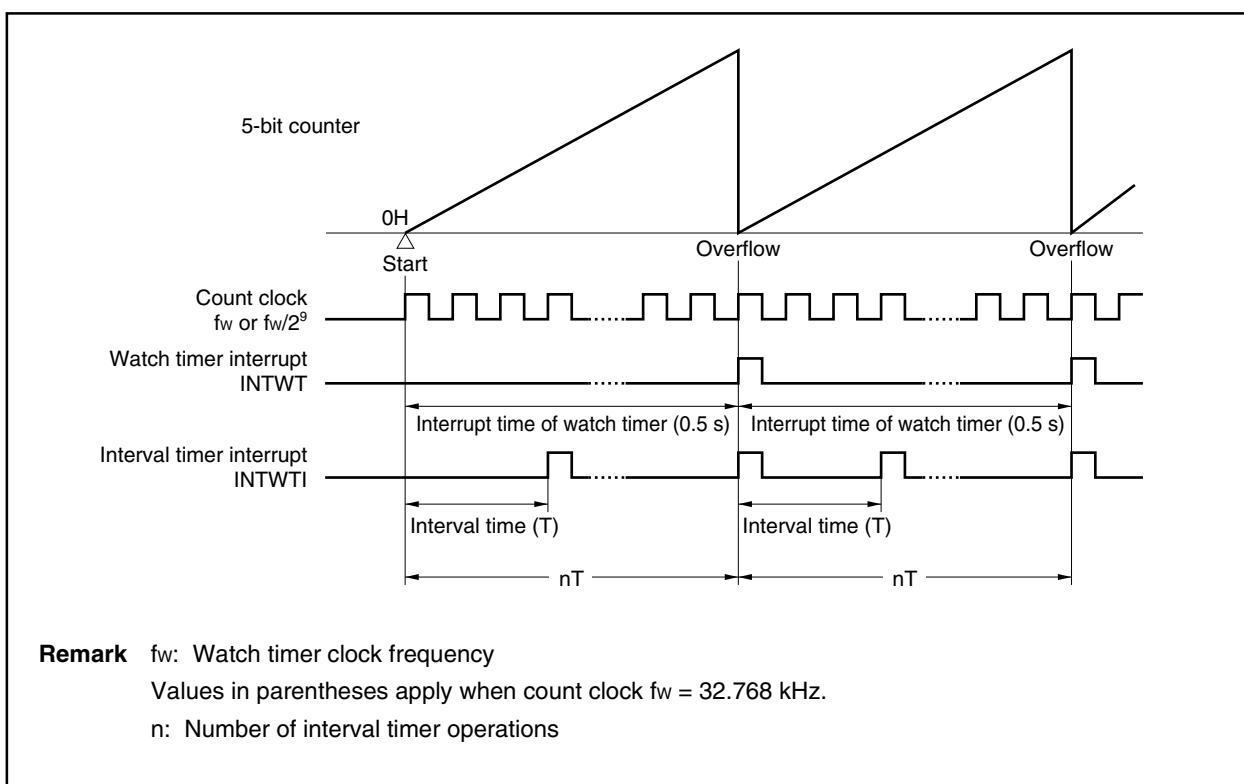 5-bit counter
0H
Start
Overflow
Overflow
Count clock
fW or fW/2⁹
Watch timer interrupt
INTWT
Interrupt time of watch timer (0.5 s)
Interrupt time of watch timer (0.5 s)
Interval timer interrupt
INTWTI
Interval time (T)
Interval time (T)
nT
nT
Remark fW: Watch timer clock frequency
Values in parentheses apply when count clock fW = 32.768 kHz.
n: Number of interval timer operations